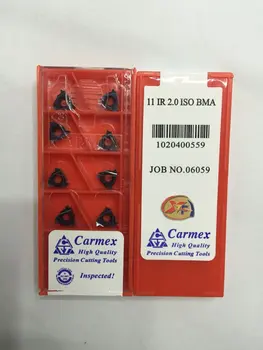 Carmex
High Quality
Precision Cutting Tools
Inspected!
11 IR 2.0 ISO BMA
1020400559
JOB NO.06059
Carmex
High Quality
Precision Cutting Tools